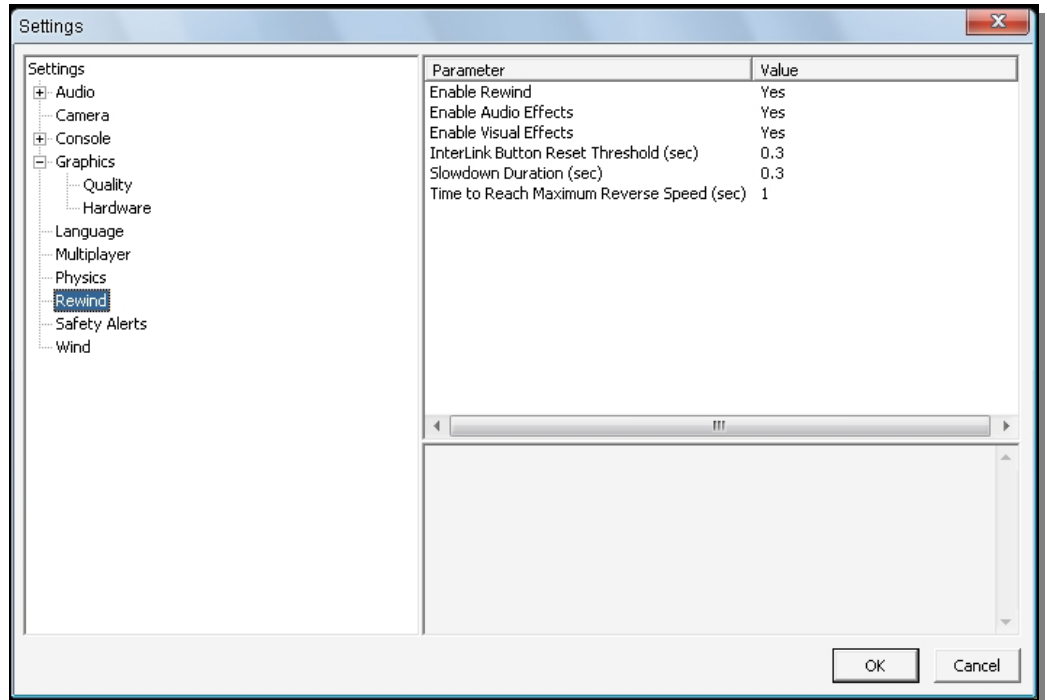 Settings
Settings
Audio
Camera
Console
Graphics
Quality
Hardware
Language
Multiplayer
Physics
Rewind
Safety Alerts
Wind
Parameter Value
Enable Rewind Yes
Enable Audio Effects Yes
Enable Visual Effects Yes
InterLink Button Reset Threshold (sec) 0.3
Slowdown Duration (sec) 0.3
Time to Reach Maximum Reverse Speed (sec) 1
OK Cancel